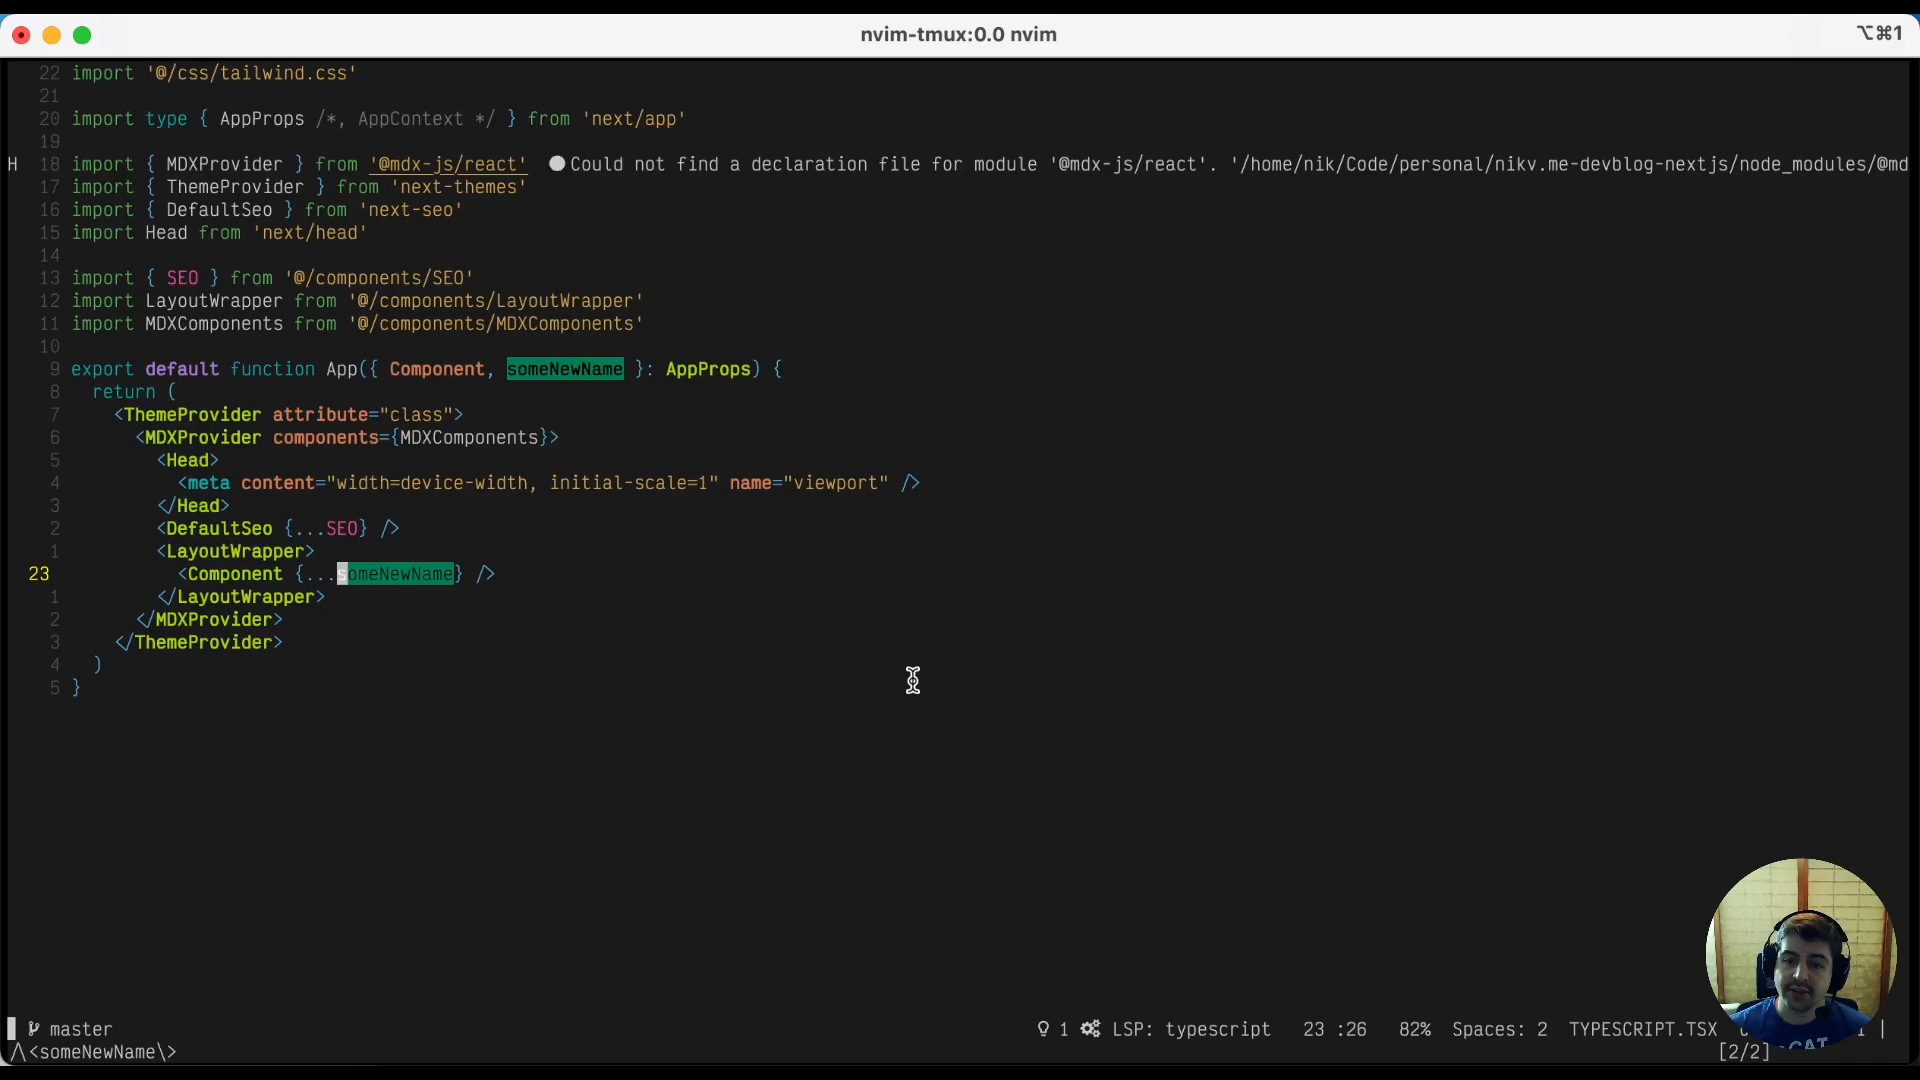 nvim-tmux:0.0 nvim
⌥⌘1
22 import '@/css/tailwind.css'
21
20 import type { AppProps /*, AppContext */ } from 'next/app'
19
H 18 import { MDXProvider } from '@mdx-js/react' ●Could not find a declaration file for module '@mdx-js/react'. '/home/nik/Code/personal/nikv.me-devblog-nextjs/node_modules/@md
17 import { ThemeProvider } from 'next-themes'
16 import { DefaultSeo } from 'next-seo'
15 import Head from 'next/head'
14
13 import { SEO } from '@/components/SEO'
12 import LayoutWrapper from '@/components/LayoutWrapper'
11 import MDXComponents from '@/components/MDXComponents'
10
9 export default function App({ Component, someNewName }: AppProps) {
8 return (
7 <ThemeProvider attribute="class">
6 <MDXProvider components={MDXComponents}>
5 <Head>
4 <meta content="width=device-width, initial-scale=1" name="viewport" />
3 </Head>
2 <DefaultSeo {...SEO} />
1 <LayoutWrapper>
23 <Component {...someNewName} />
1 </LayoutWrapper>
2 </MDXProvider>
3 </ThemeProvider>
4 )
5 }
master 1 LSP: typescript 23 :26 82% Spaces: 2 TYPESCRIPT.TSX
/\<someNewName\> [2/2]
CAT